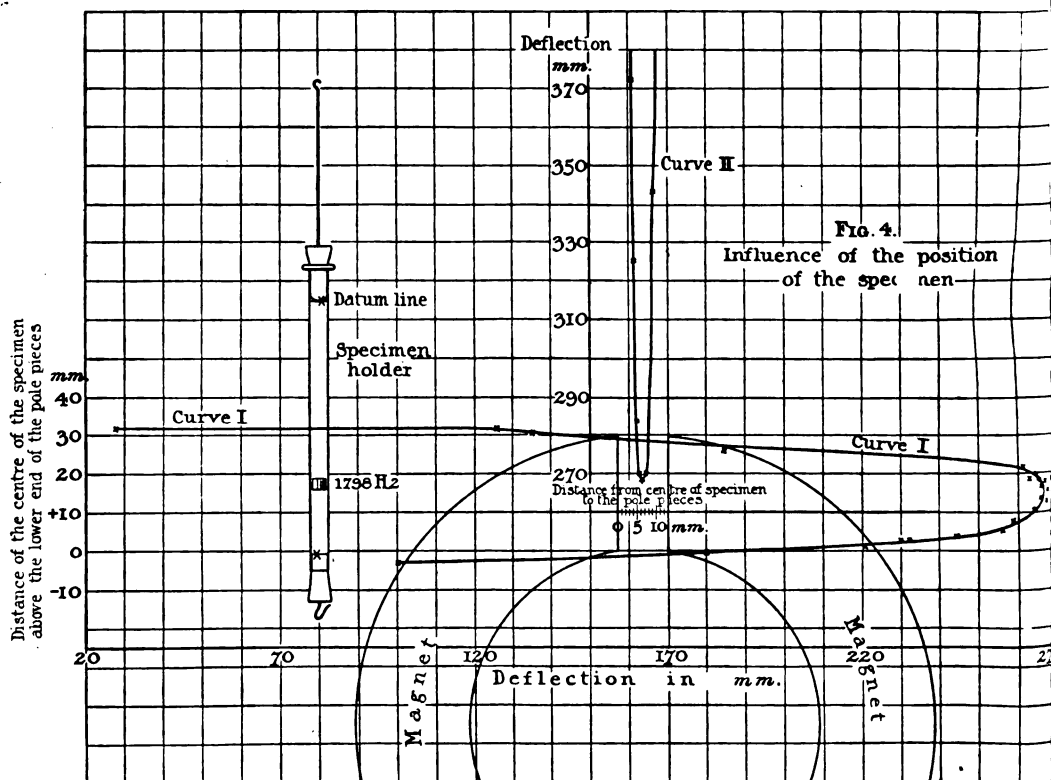 Deflection
mm.
370
350
Curve II
330
FIG. 4.
Influence of the position
of the
Datum line
310
Specimen
holder
Distance of the centre of the specimen
above the lower end of the pole pieces
mm.
40
290
Curve I
30
Curve I
20
270
1798 H2
Distance from centre of specimen
to the pole pieces
+10
0 5 10 mm.
0
-10
Magnet
Magnet
20 70 120 170 220
Deflection in mm.